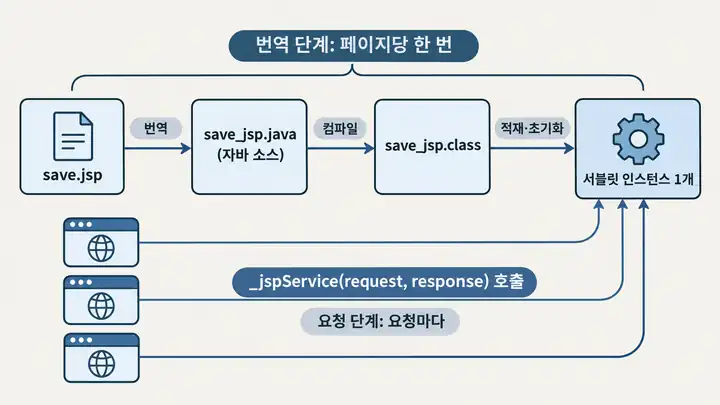 번역 단계: 페이지당 한 번
save.jsp
번역
save_jsp.java
(자바 소스)
컴파일
save_jsp.class
적재·초기화
서블릿 인스턴스 1개
_jspService(request, response) 호출
요청 단계: 요청마다